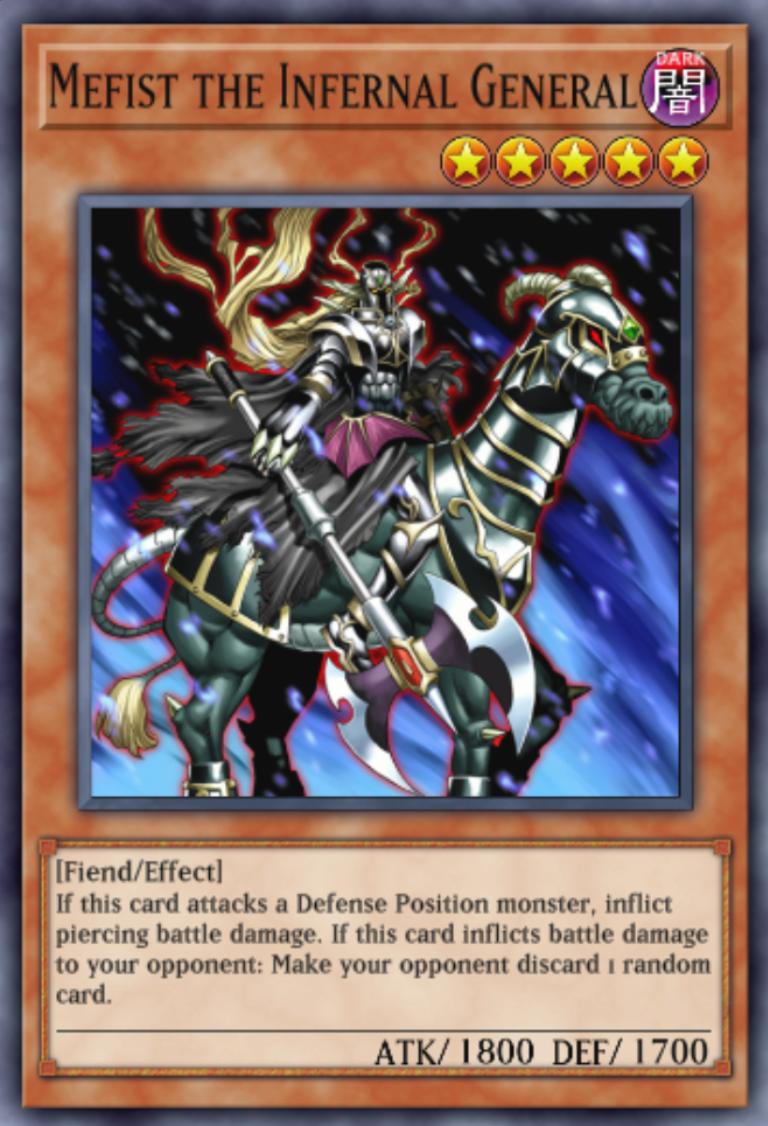 MEFIST THE INFERNAL GENERAL
DARK
闇
[Fiend/Effect]
If this card attacks a Defense Position monster, inflict
piercing battle damage. If this card inflicts battle damage
to your opponent: Make your opponent discard 1 random
card.
ATK/ 1800 DEF/ 1700